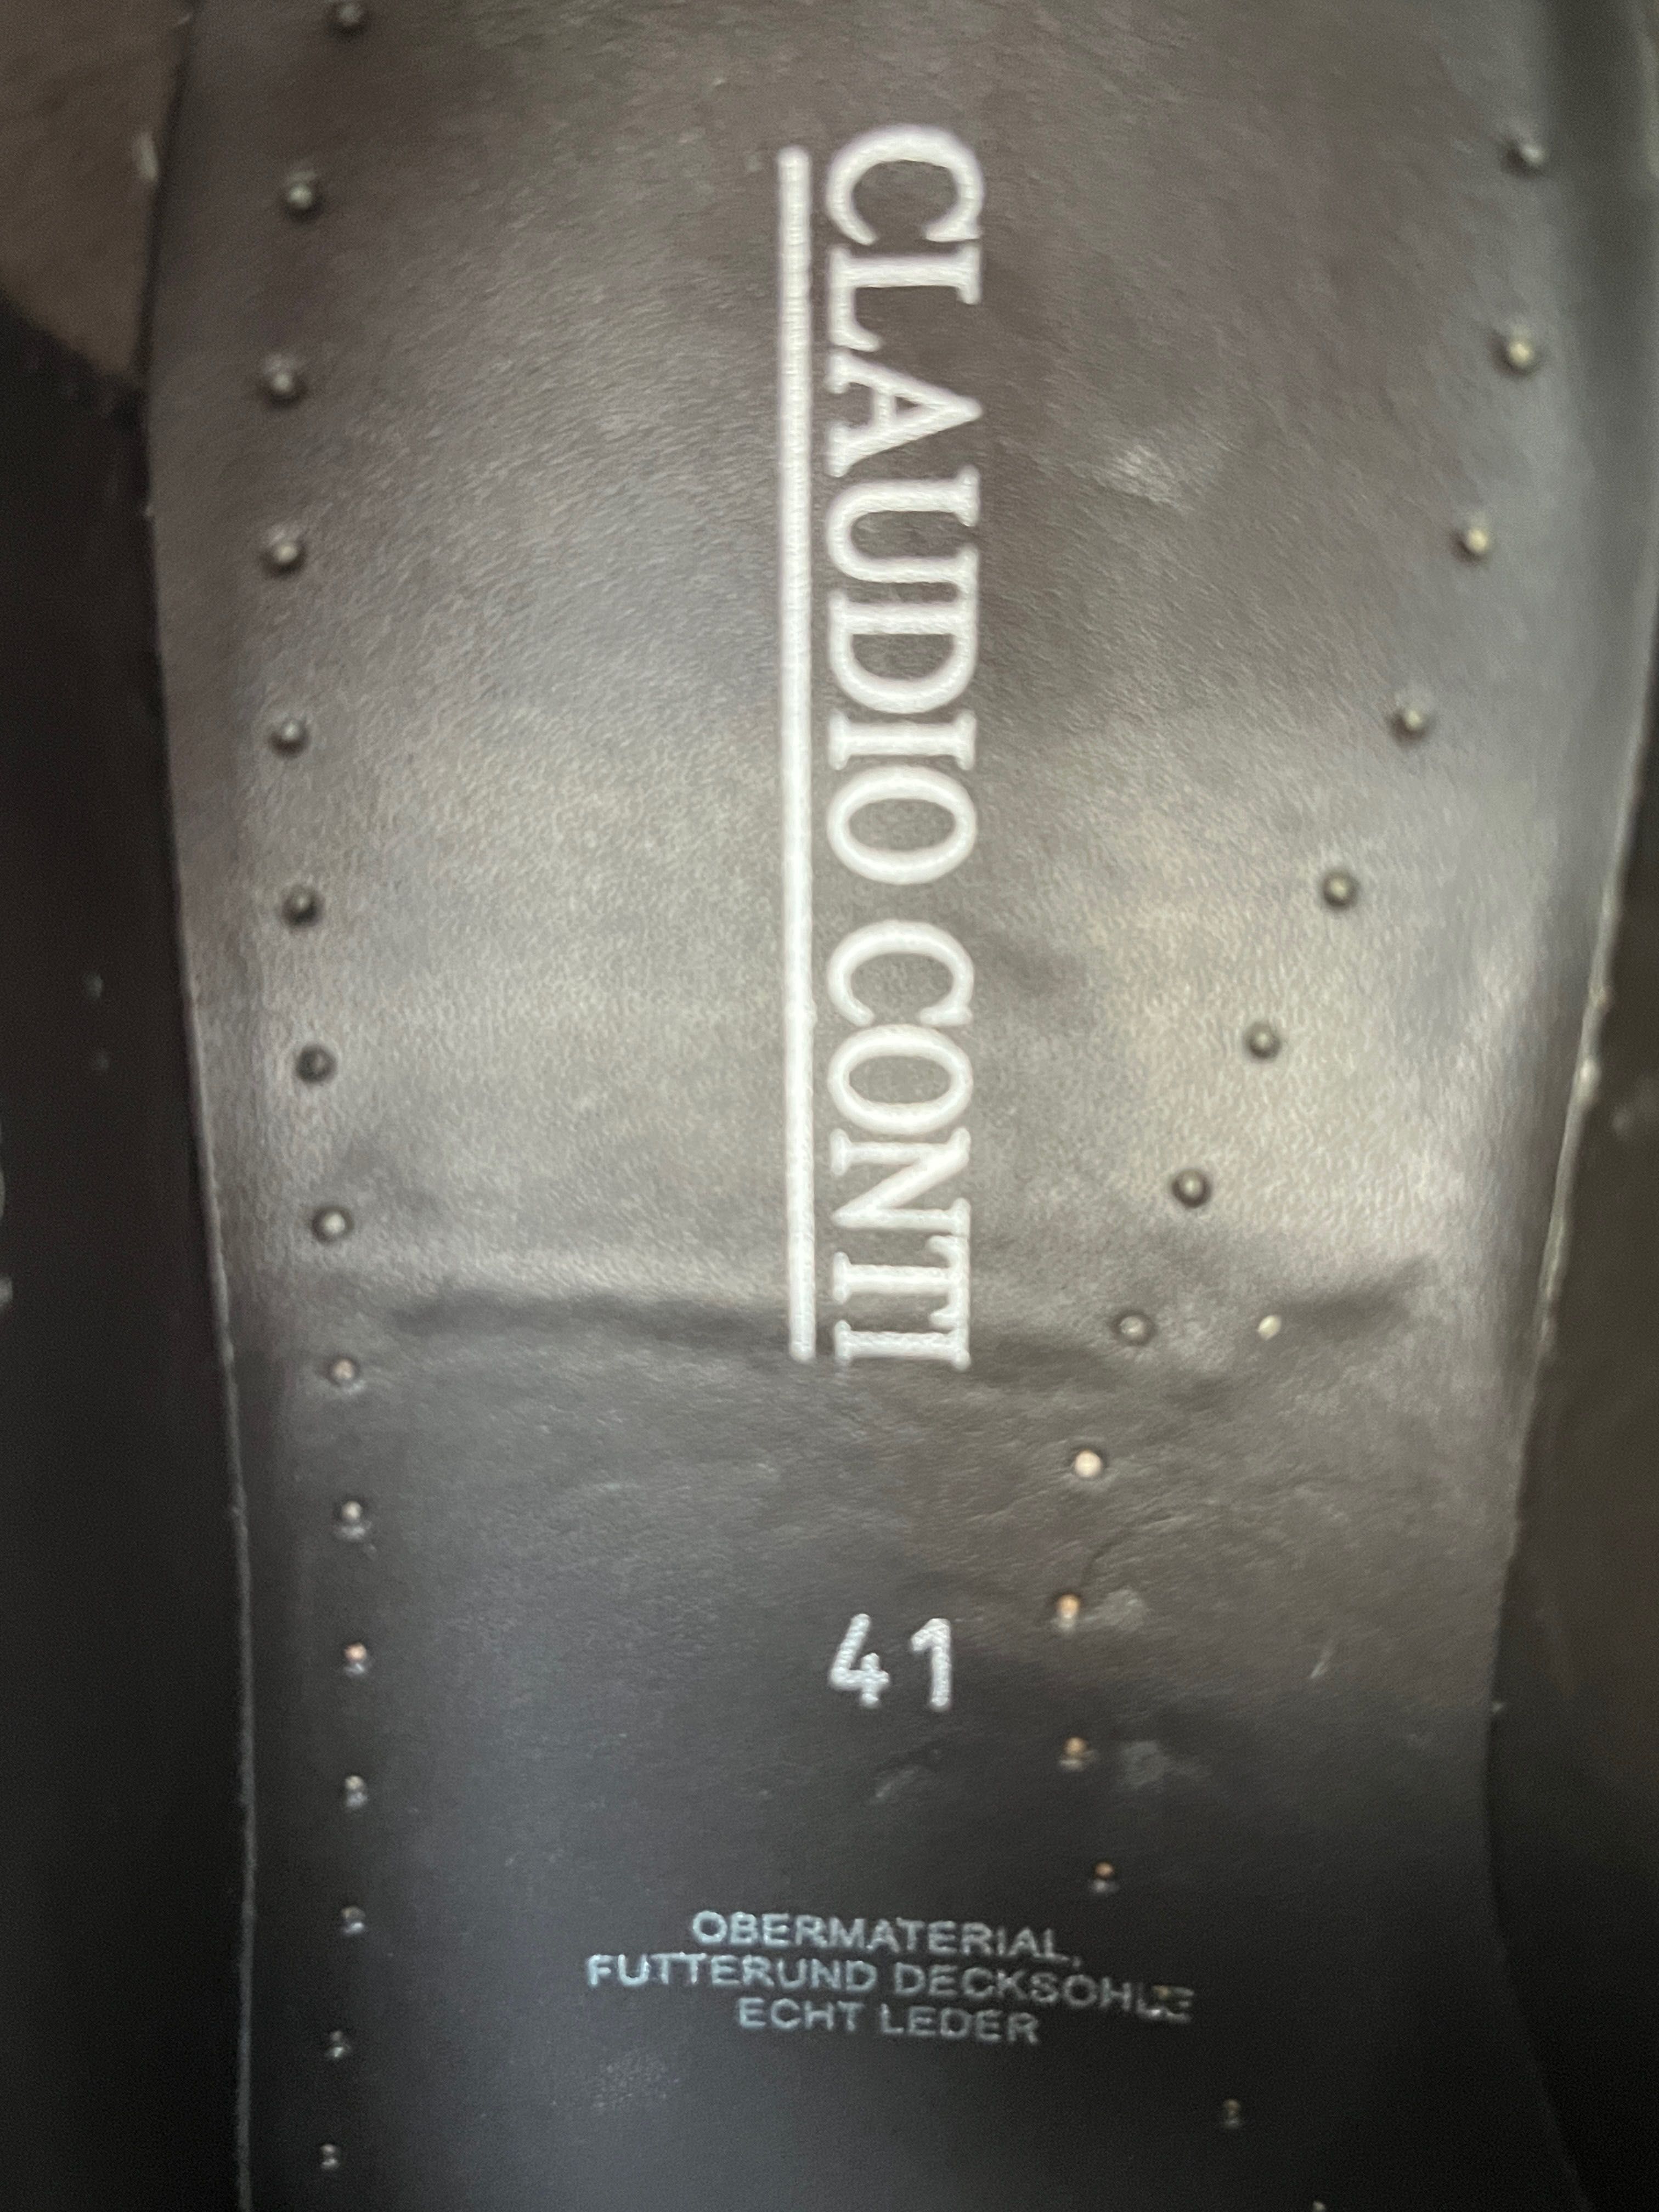 CLAUDIO CONTI
41
OBERMATERIAL,
FUTTERUND DECKSOHLE
ECHT LEDER